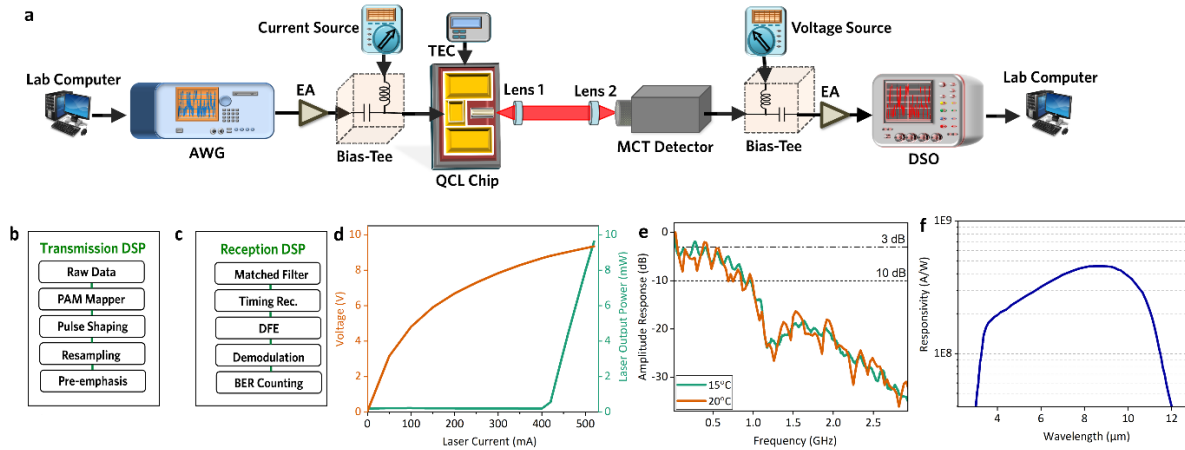 a
Current Source
Voltage Source
Lab Computer
EA
TEC
Lens 1
Lens 2
EA
Lab Computer
AWG
Bias-Tee
QCL Chip
MCT Detector
Bias-Tee
DSO
b
Transmission DSP
Raw Data
PAM Mapper
Pulse Shaping
Resampling
Pre-emphasis
c
Reception DSP
Matched Filter
Timing Rec.
DFE
Demodulation
BER Counting
d
Voltage (V)
10
8
6
4
2
0
0
100
200
300
400
500
Laser Current (mA)
10
8
6
4
2
0
Laser Output Power (mW)
e
Amplitude Response (dB)
0
-10
-20
-30
3 dB
10 dB
15°C
20°C
0.5
1.0
1.5
2.0
2.5
Frequency (GHz)
f
Responsivity (A/W)
1E9
1E8
4
6
8
10
12
Wavelength (μm)